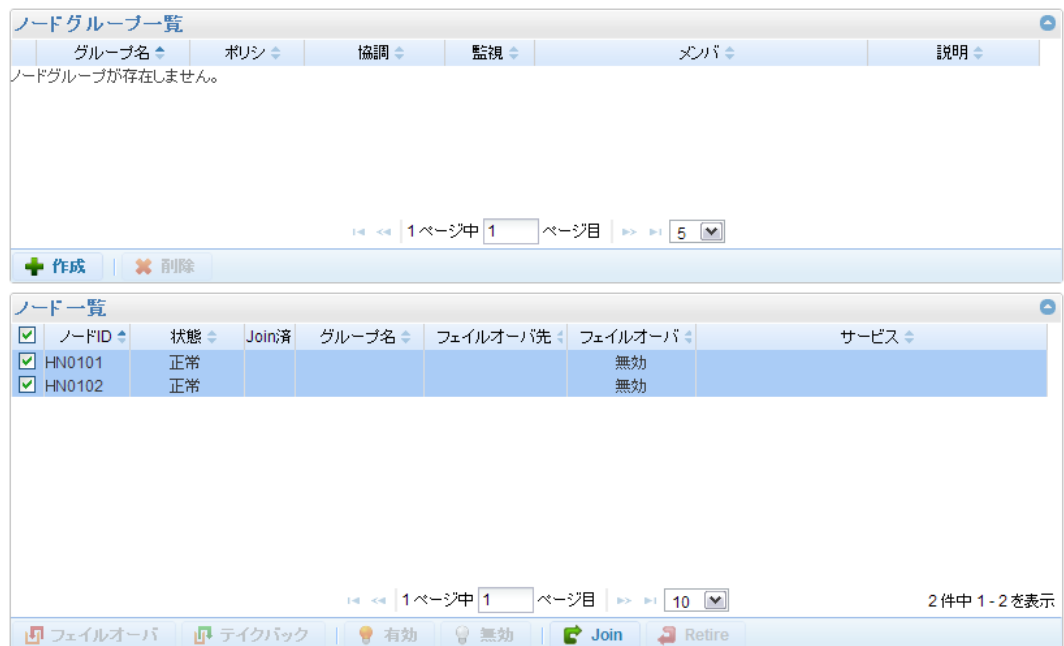 ノードグループ一覧
グループ名 ポリシ 協調 監視 メンバ 説明
ノードグループが存在しません。
1 ページ中 1 ページ目 5
作成 削除
ノード一覧
ノードID 状態 Join済 グループ名 フェイルオーバ先 フェイルオーバ サービス
HN0101 正常 無効
HN0102 正常 無効
1 ページ中 1 ページ目 10 2 件中 1 - 2 を表示
フェイルオーバ テイクバック 有効 無効 Join Retire